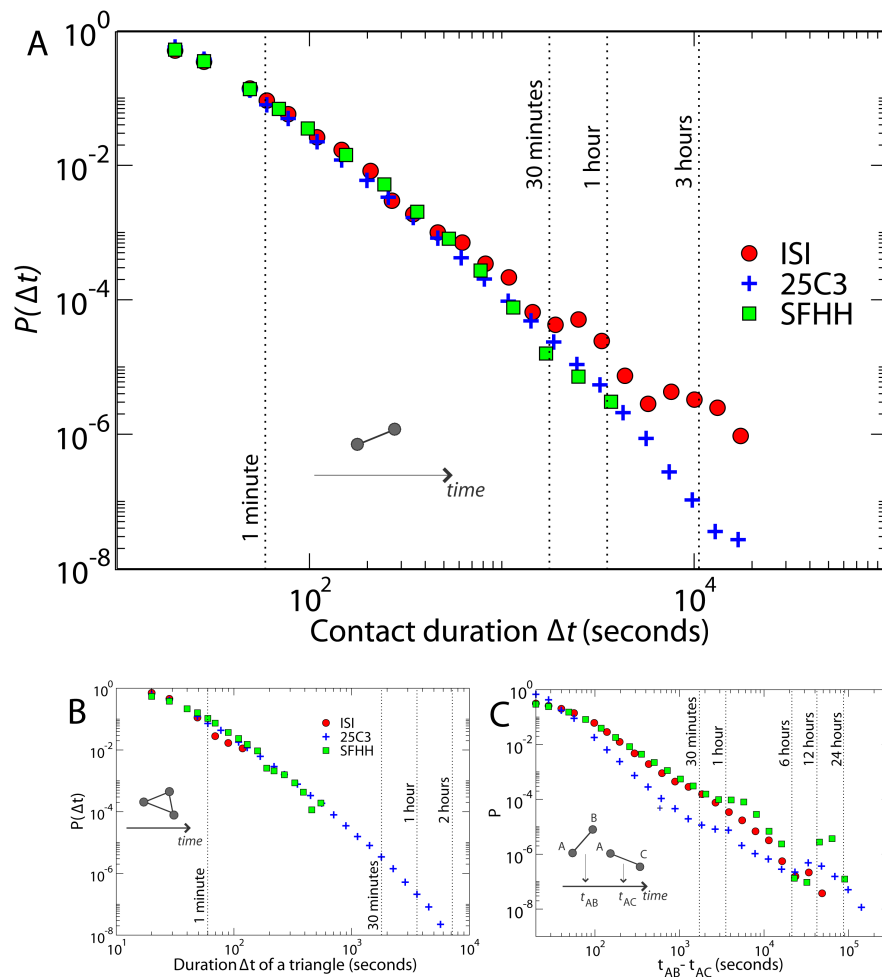 A
10^0
10^-2
10^-4
10^-6
10^-8
P(Δt)
1 minute
30 minutes
1 hour
3 hours
ISI
25C3
SFHH
time
10^2
10^4
Contact duration Δt (seconds)
B
10^0
10^-2
10^-4
10^-6
10^-8
P(Δt)
ISI
25C3
SFHH
time
1 minute
30 minutes
1 hour
2 hours
10^1
10^2
10^3
10^4
Duration Δt of a triangle (seconds)
C
10^0
10^-2
10^-4
10^-6
10^-8
P
30 minutes
1 hour
6 hours
12 hours
24 hours
A
B
A
C
t_AB
t_AC
time
10^2
10^3
10^4
10^5
t_AB - t_AC (seconds)